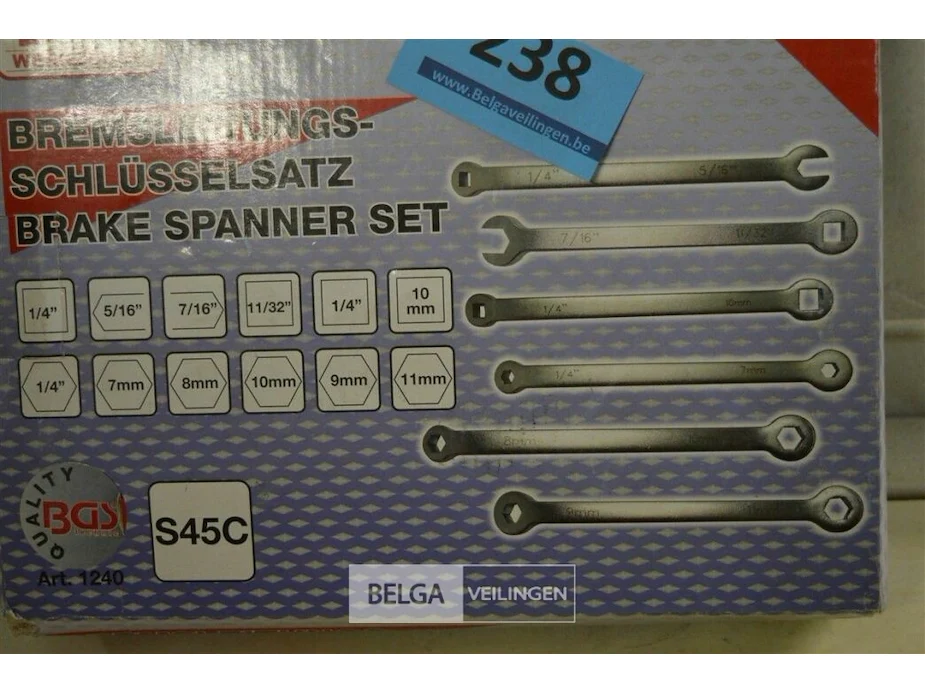 238
www.Belgaveilingen.be
BREMSLEITUNGS-
SCHLÜSSELSATZ
BRAKE SPANNER SET
1/4" 5/16"
7/16" 11/32"
1/4" 10mm
1/4" 7mm
8mm
9mm
1/4" 5/16" 7/16" 11/32" 1/4" 10 mm
1/4" 7mm 8mm 10mm 9mm 11mm
QUALITY
BGS
S45C
Art. 1240
BELGA VEILINGEN